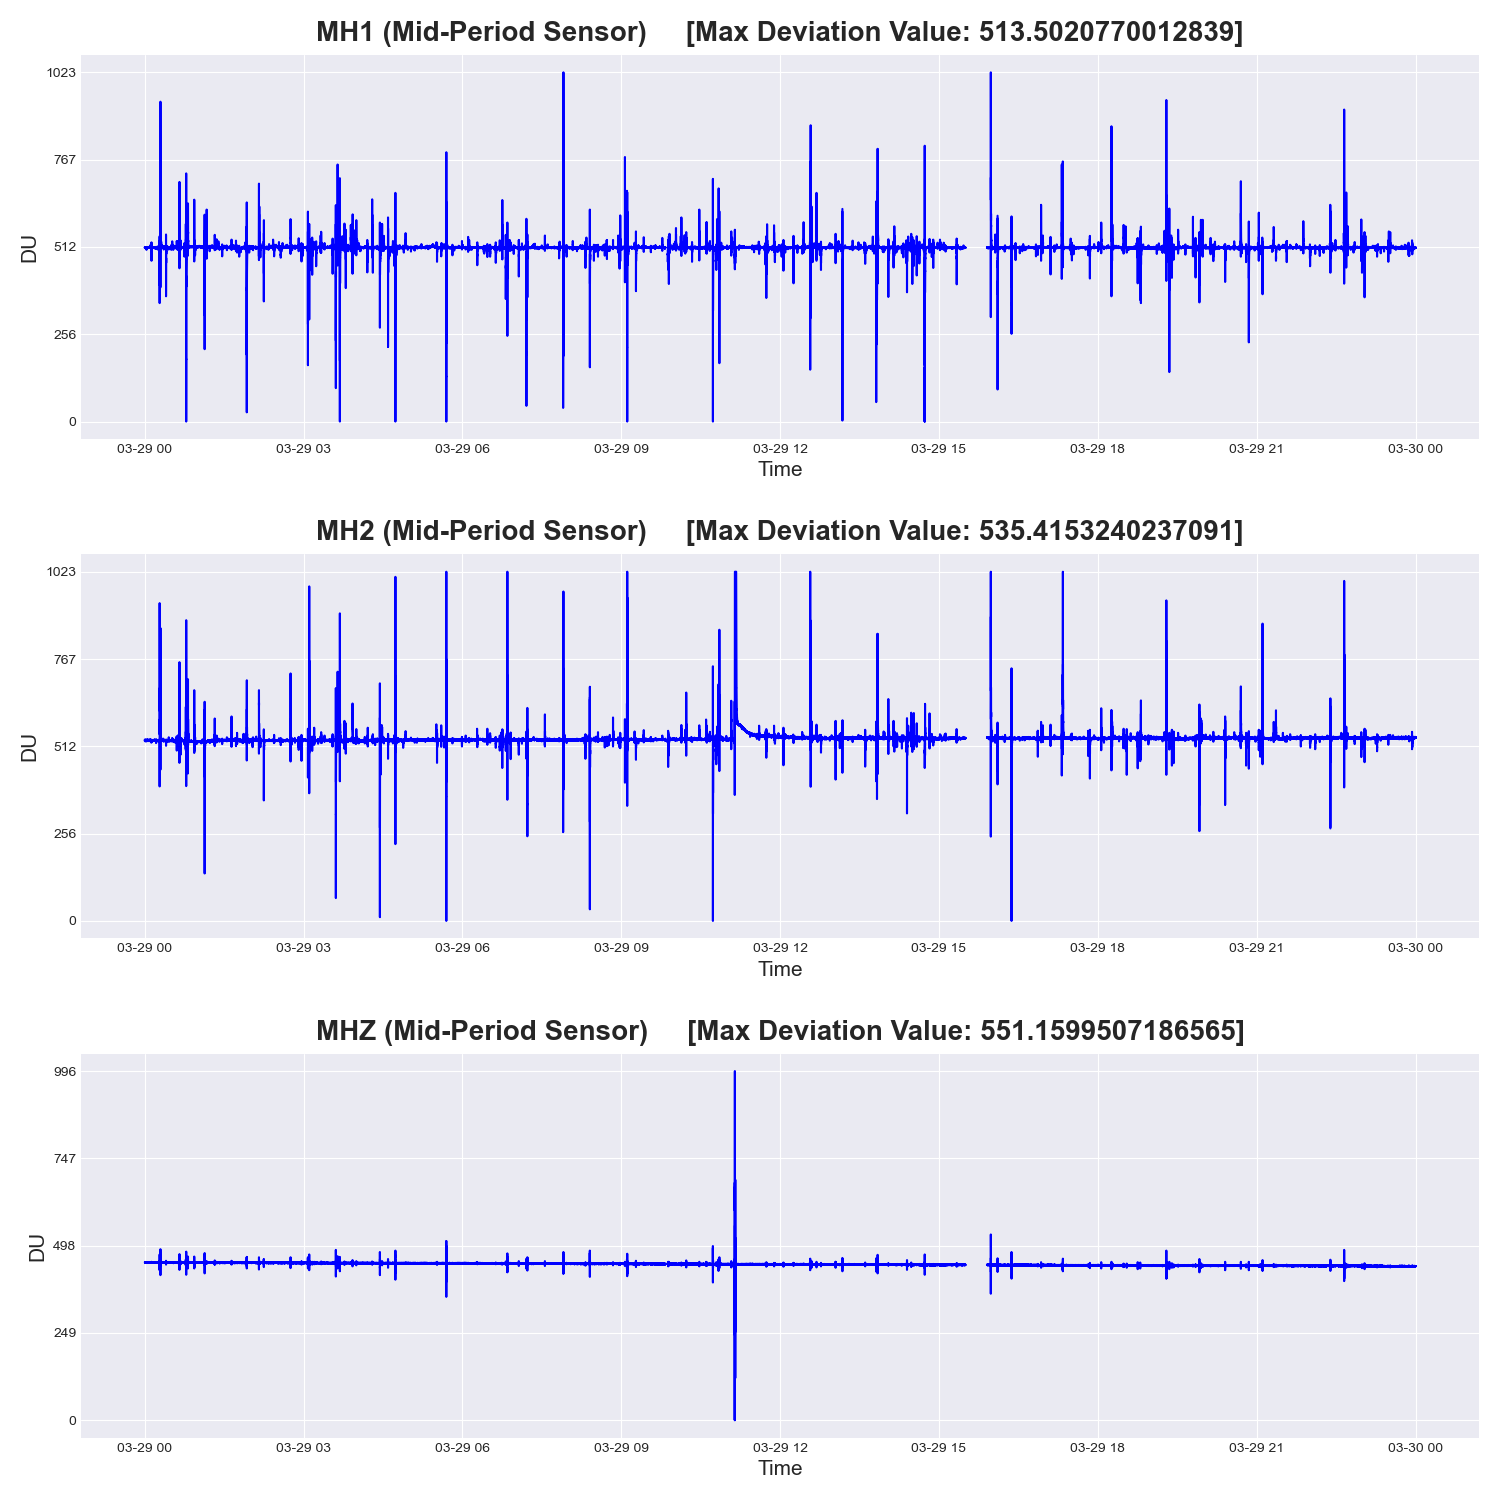 MH1 (Mid-Period Sensor)     [Max Deviation Value: 513.5020770012839]
1023
767
512
256
0
DU
03-29 00 03-29 03 03-29 06 03-29 09 03-29 12 03-29 15 03-29 18 03-29 21 03-30 00
Time
MH2 (Mid-Period Sensor)     [Max Deviation Value: 535.4153240237091]
1023
767
512
256
0
DU
03-29 00 03-29 03 03-29 06 03-29 09 03-29 12 03-29 15 03-29 18 03-29 21 03-30 00
Time
MHZ (Mid-Period Sensor)     [Max Deviation Value: 551.1599507186565]
996
747
498
249
0
DU
03-29 00 03-29 03 03-29 06 03-29 09 03-29 12 03-29 15 03-29 18 03-29 21 03-30 00
Time